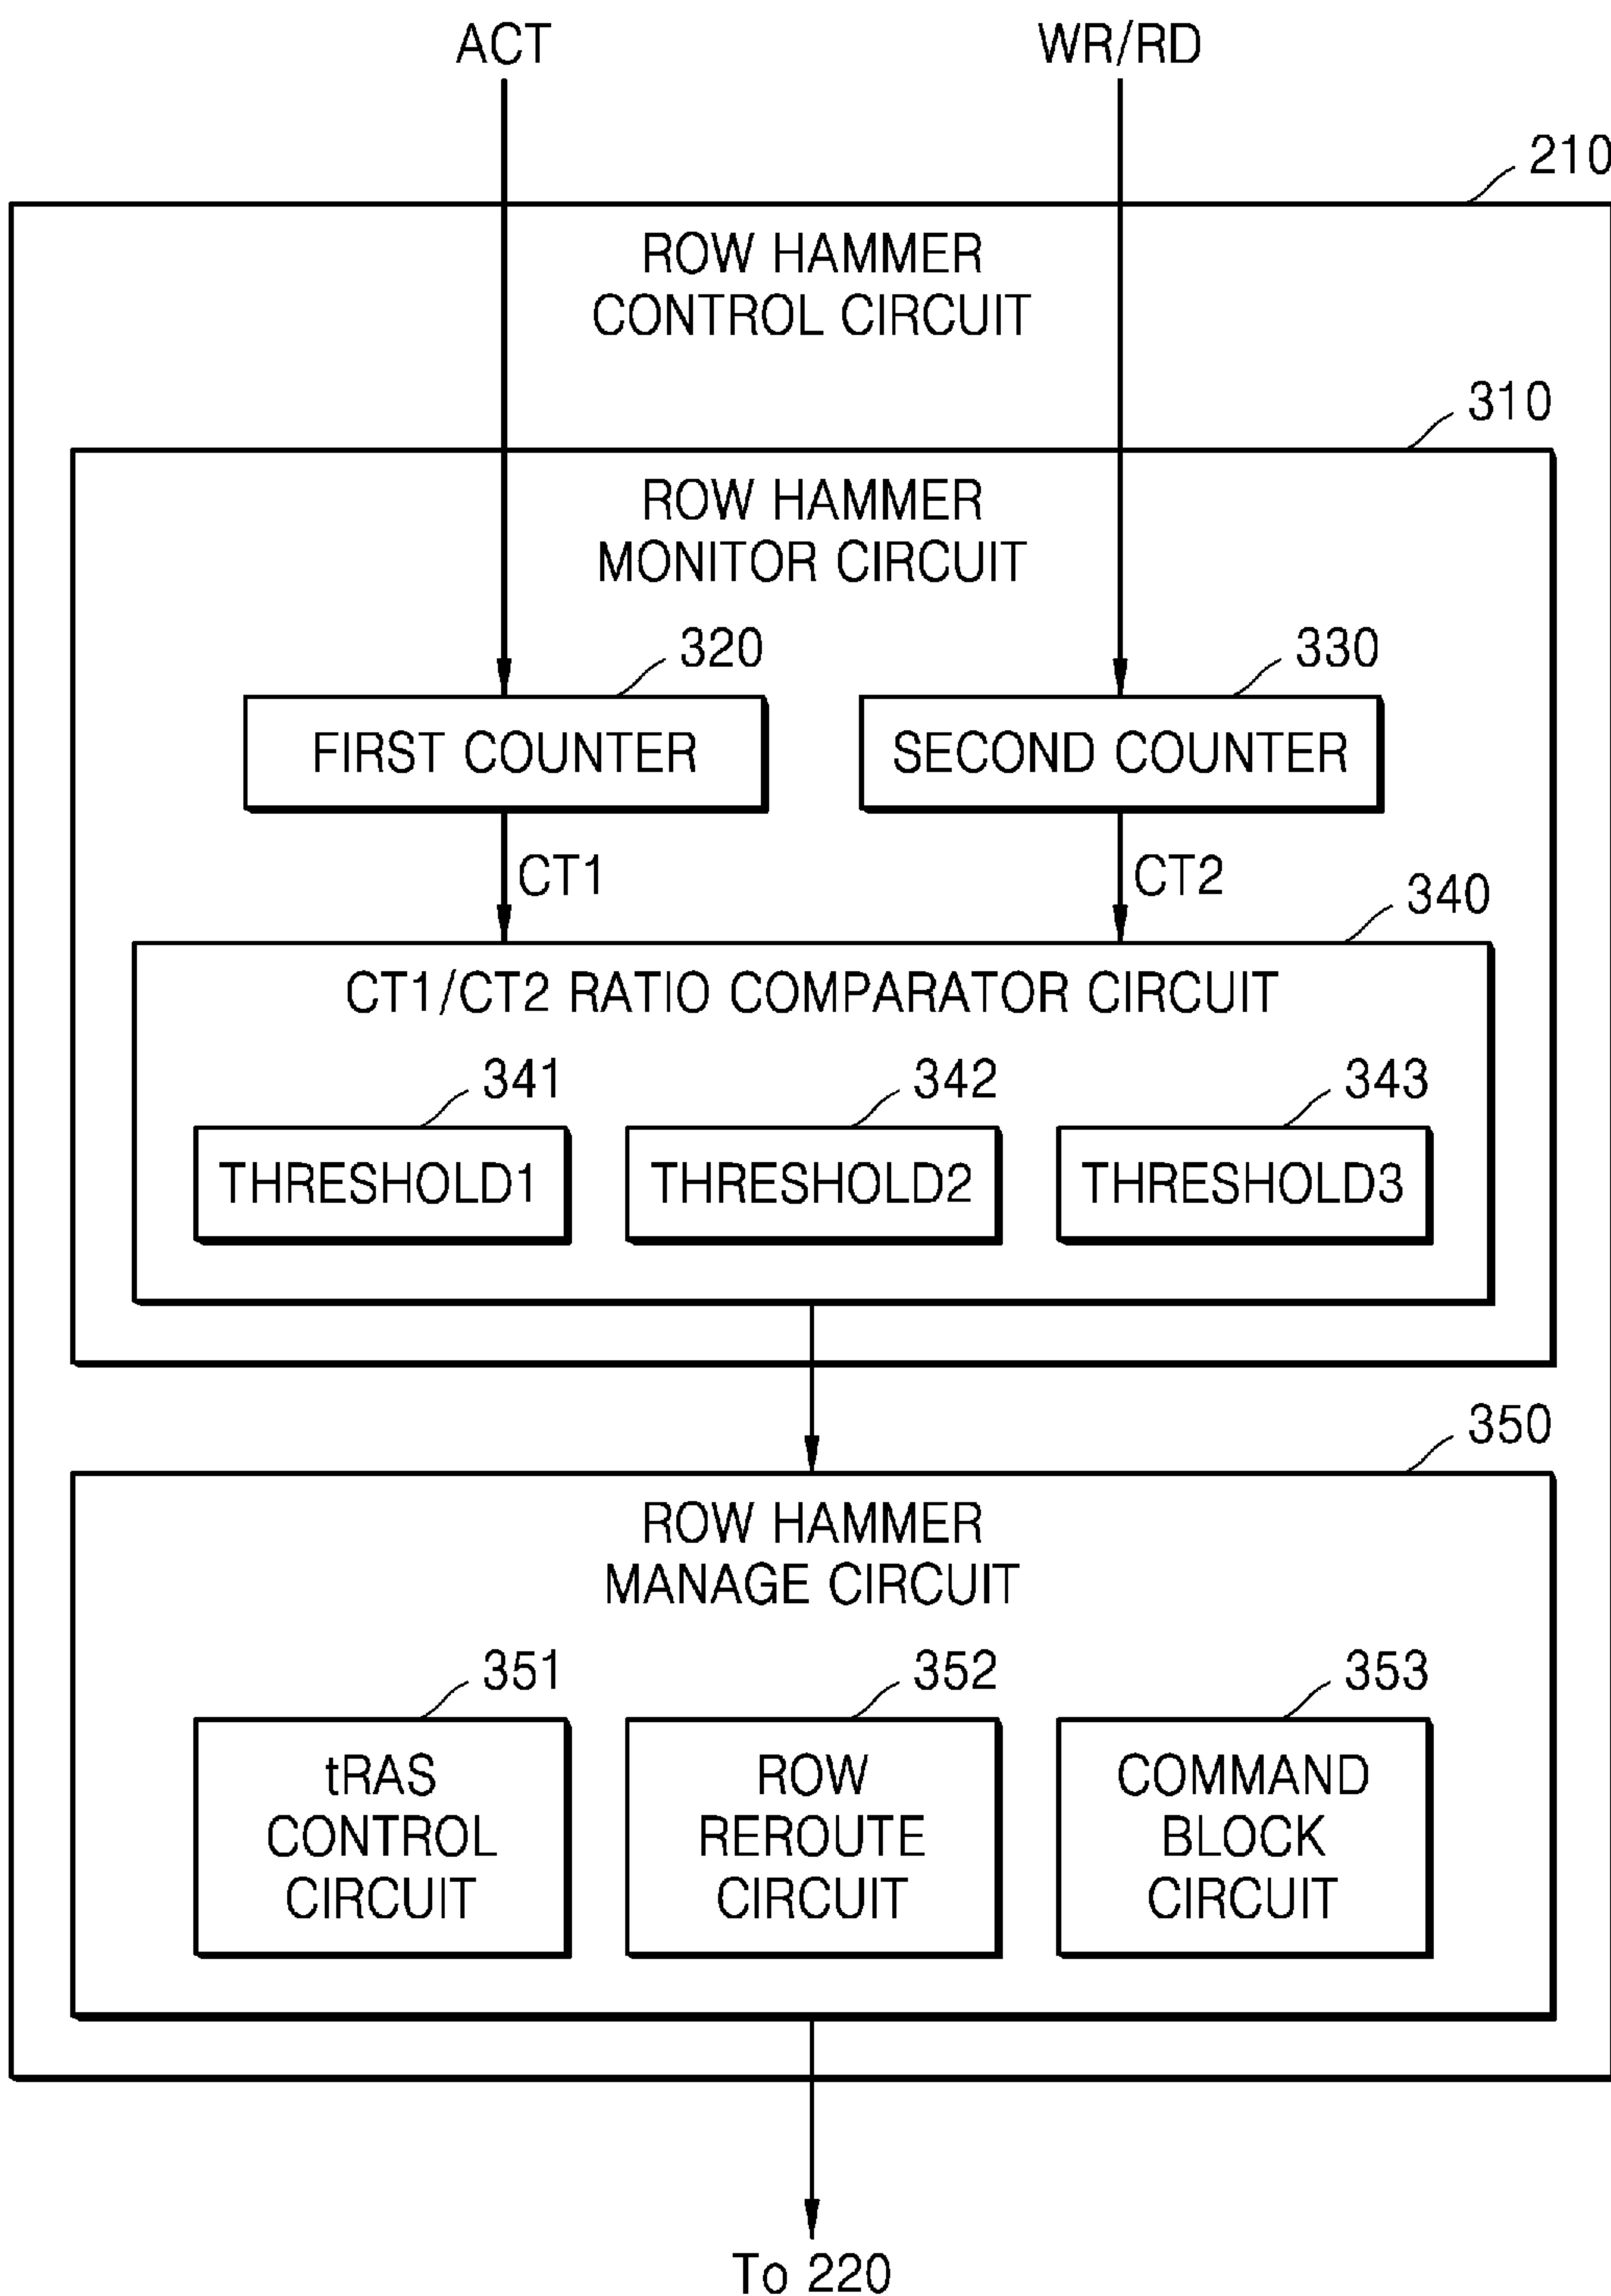 ACT
WR/RD
210
ROW HAMMER
CONTROL CIRCUIT
310
ROW HAMMER
MONITOR CIRCUIT
320
330
FIRST COUNTER
SECOND COUNTER
CT1
CT2
340
CT1/CT2 RATIO COMPARATOR CIRCUIT
341
342
343
THRESHOLD1
THRESHOLD2
THRESHOLD3
350
ROW HAMMER
MANAGE CIRCUIT
351
352
353
tRAS
CONTROL
CIRCUIT
ROW
REROUTE
CIRCUIT
COMMAND
BLOCK
CIRCUIT
To 220